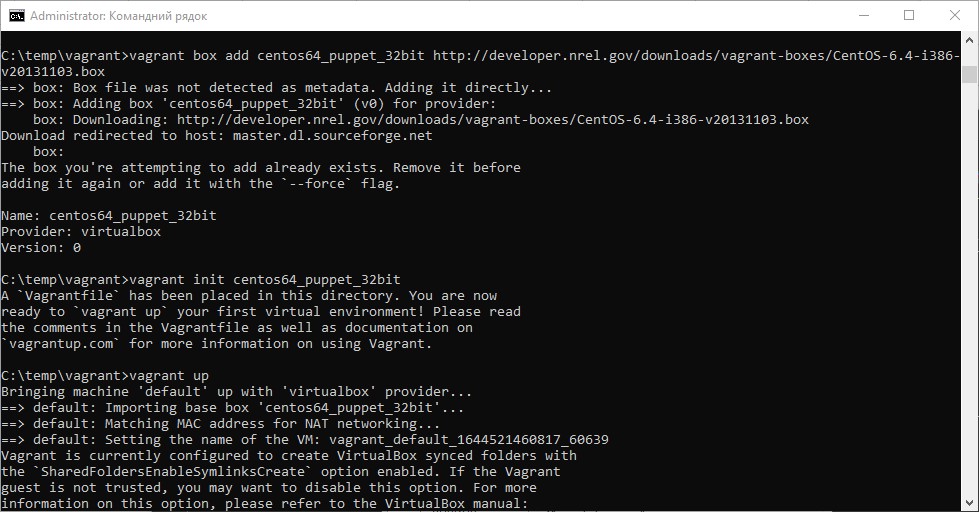 Administrator: Командний рядок
C:\temp\vagrant>vagrant box add centos64_puppet_32bit http://developer.nrel.gov/downloads/vagrant-boxes/CentOS-6.4-i386-
v20131103.box
==> box: Box file was not detected as metadata. Adding it directly...
==> box: Adding box 'centos64_puppet_32bit' (v0) for provider:
    box: Downloading: http://developer.nrel.gov/downloads/vagrant-boxes/CentOS-6.4-i386-v20131103.box
Download redirected to host: master.dl.sourceforge.net
    box:
The box you're attempting to add already exists. Remove it before
adding it again or add it with the `--force` flag.

Name: centos64_puppet_32bit
Provider: virtualbox
Version: 0

C:\temp\vagrant>vagrant init centos64_puppet_32bit
A `Vagrantfile` has been placed in this directory. You are now
ready to `vagrant up` your first virtual environment! Please read
the comments in the Vagrantfile as well as documentation on
`vagrantup.com` for more information on using Vagrant.

C:\temp\vagrant>vagrant up
Bringing machine 'default' up with 'virtualbox' provider...
==> default: Importing base box 'centos64_puppet_32bit'...
==> default: Matching MAC address for NAT networking...
==> default: Setting the name of the VM: vagrant_default_1644521460817_60639
Vagrant is currently configured to create VirtualBox synced folders with
the `SharedFoldersEnableSymlinksCreate` option enabled. If the Vagrant
guest is not trusted, you may want to disable this option. For more
information on this option, please refer to the VirtualBox manual: